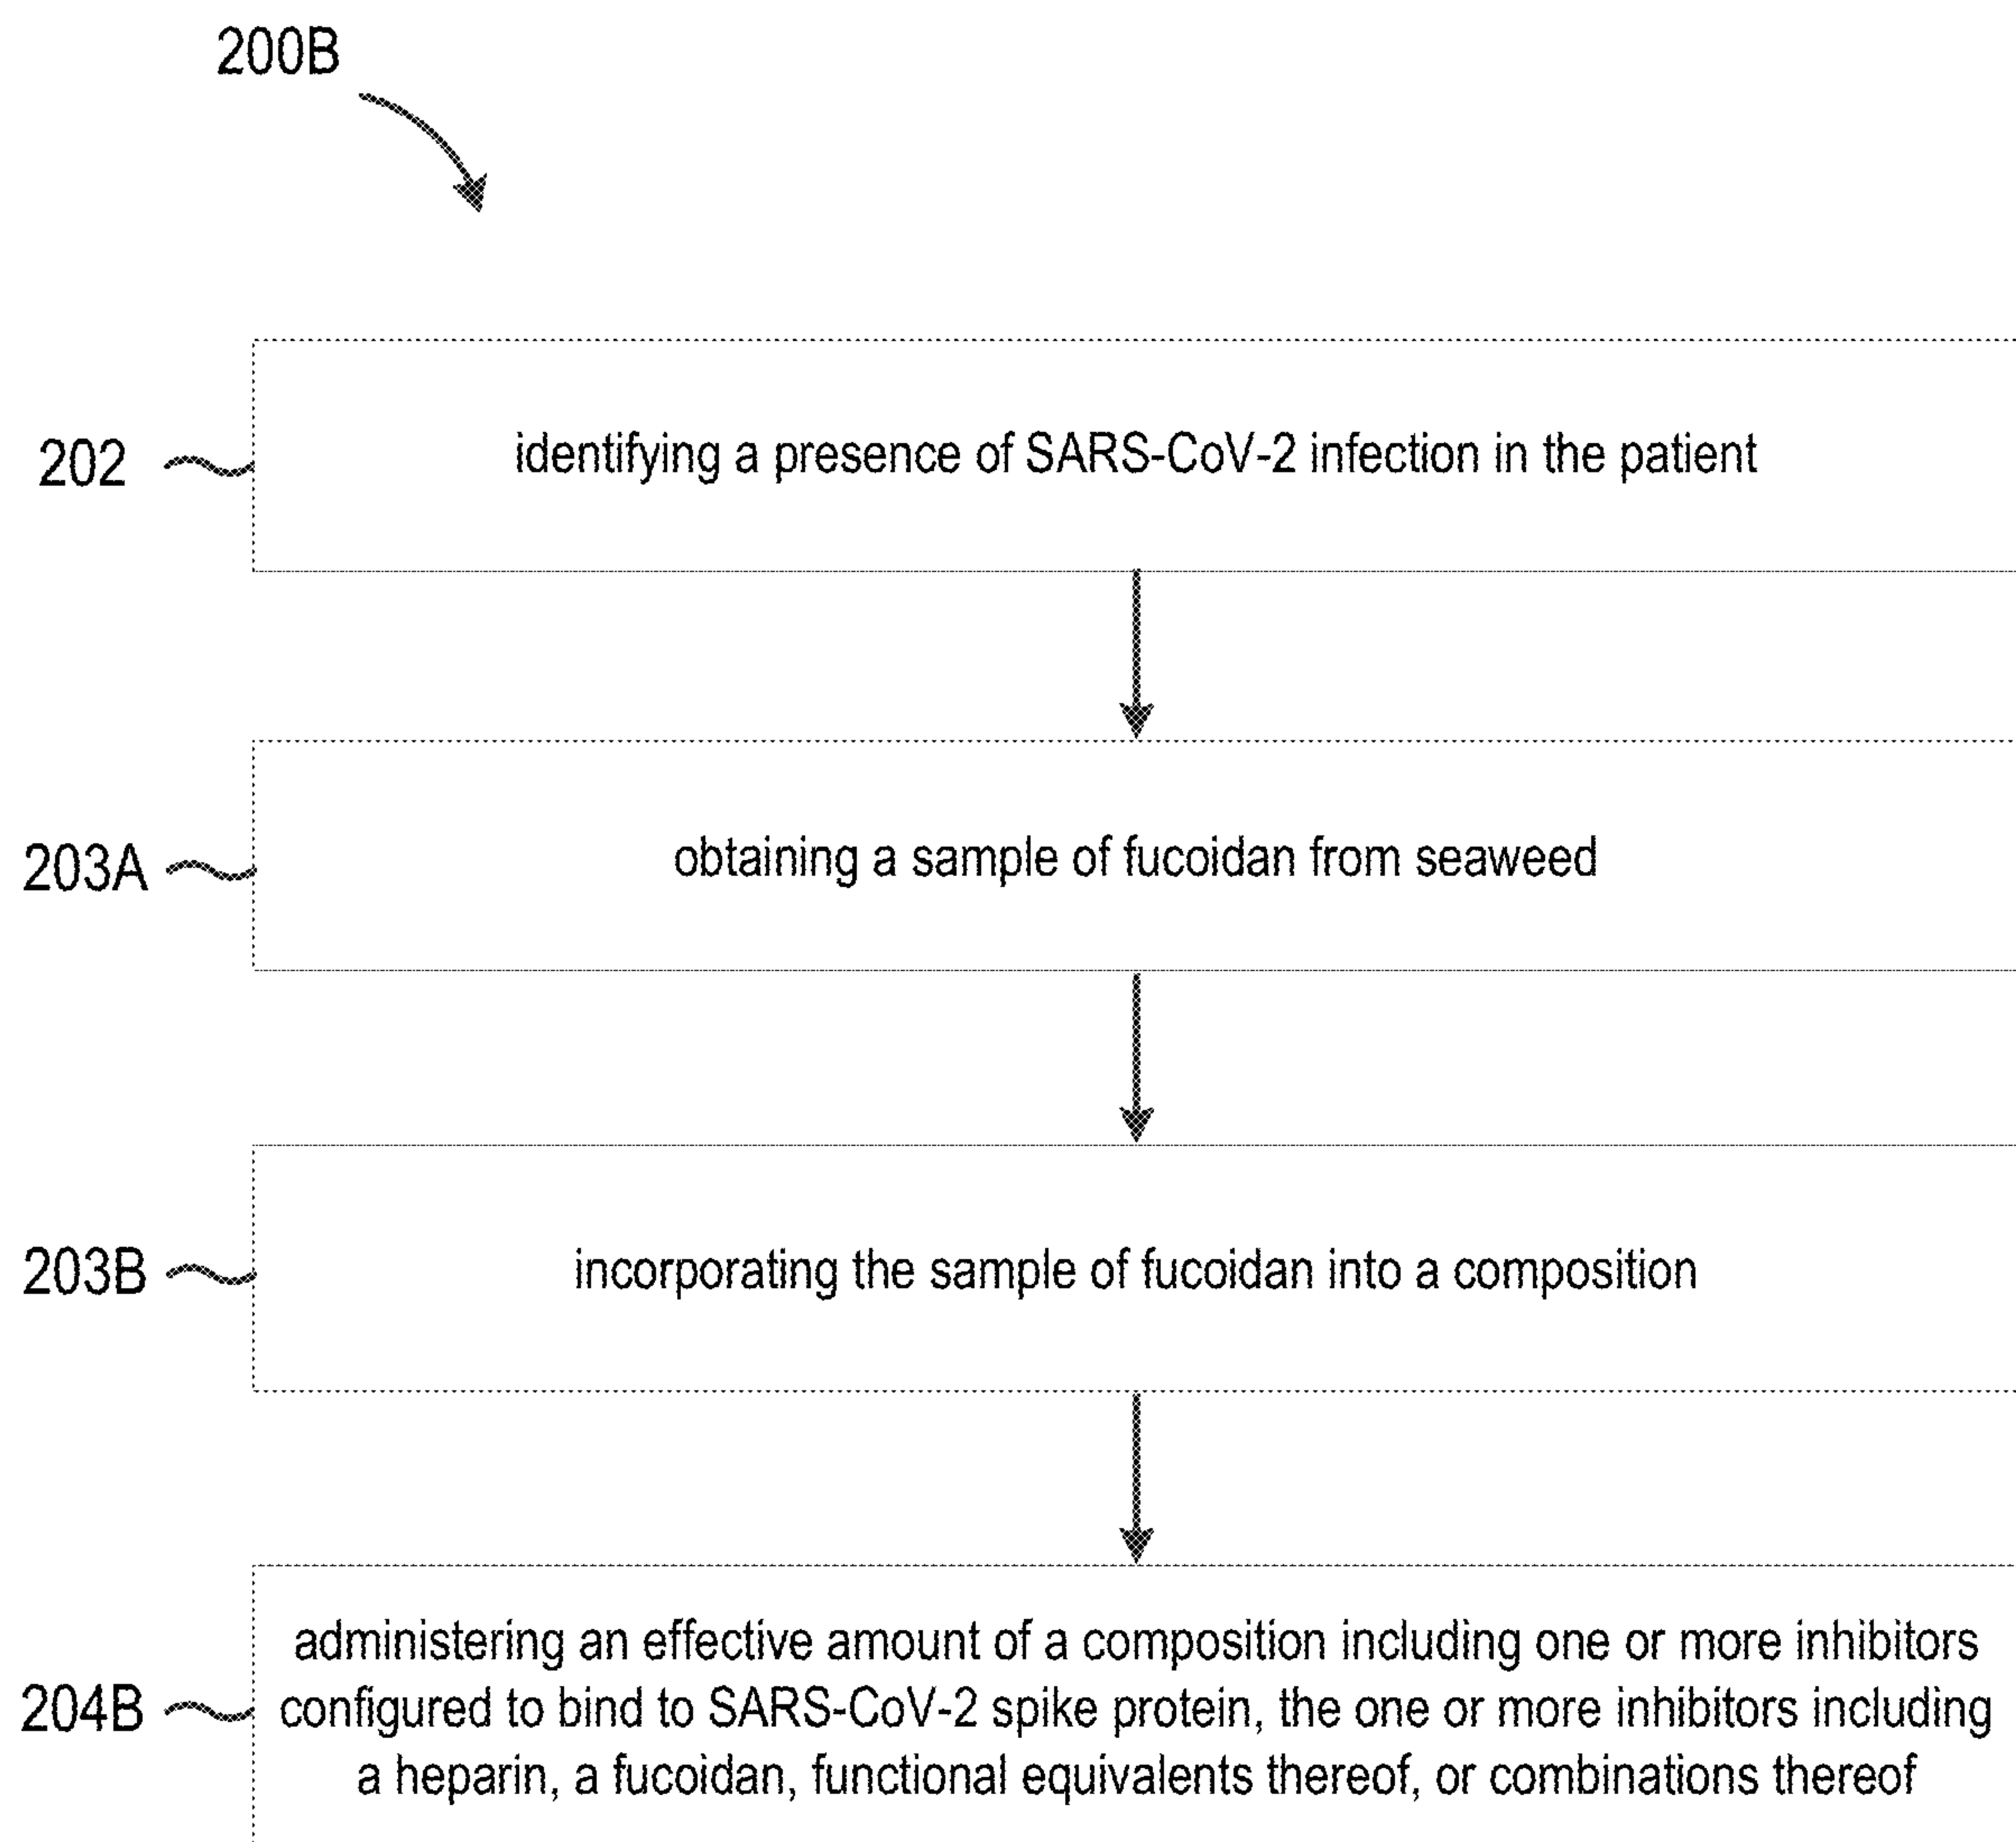 200B
202
identifying a presence of SARS-CoV-2 infection in the patient
203A
obtaining a sample of fucoidan from seaweed
203B
incorporating the sample of fucoidan into a composition
204B
administering an effective amount of a composition including one or more inhibitors
configured to bind to SARS-CoV-2 spike protein, the one or more inhibitors including
a heparin, a fucoidan, functional equivalents thereof, or combinations thereof